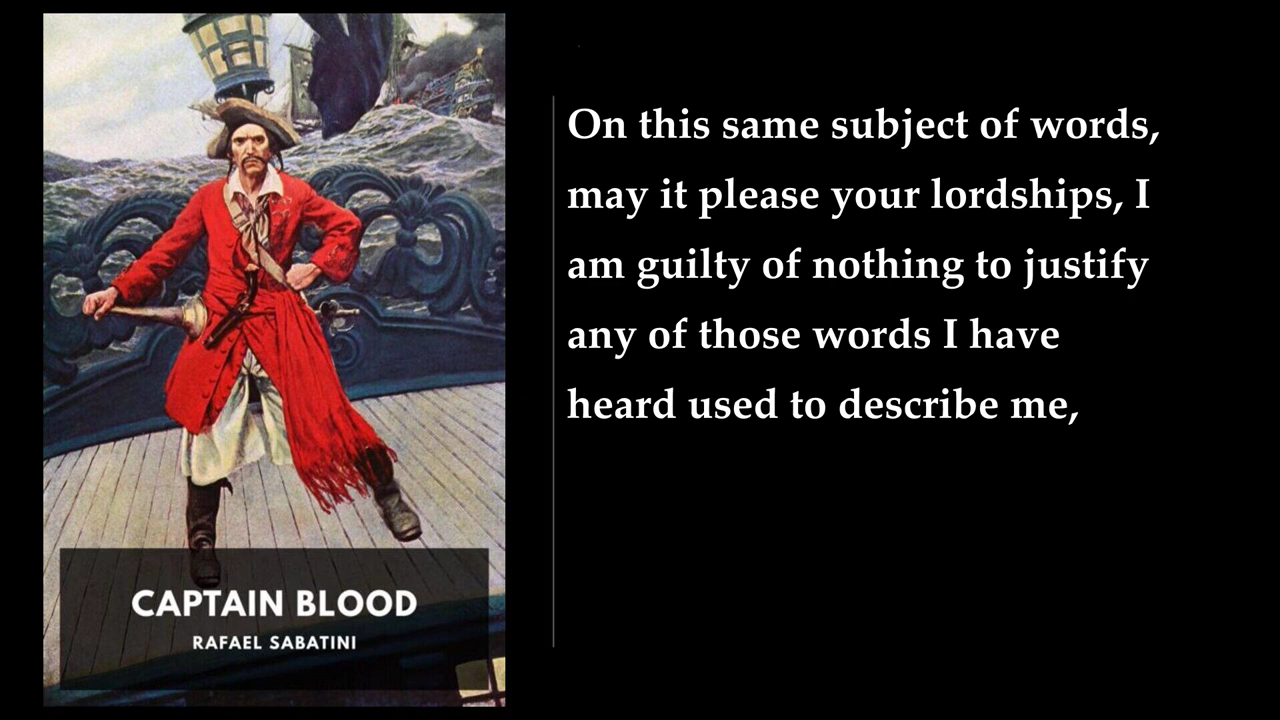 On this same subject of words,
may it please your lordships, I
am guilty of nothing to justify
any of those words I have
heard used to describe me,
CAPTAIN BLOOD
RAFAEL SABATINI